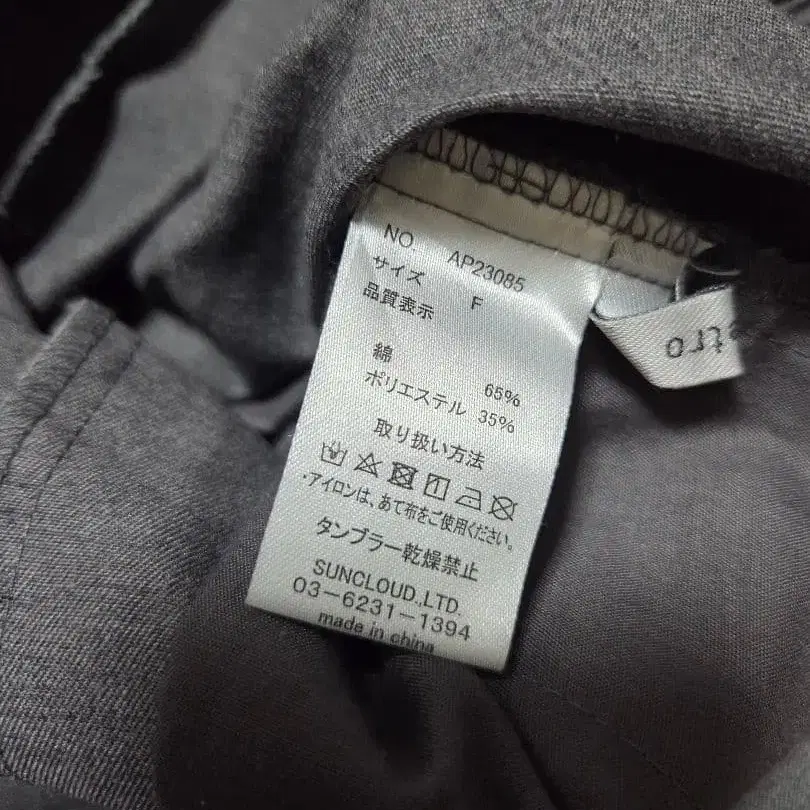 NO AP23085
サイズ F
品質表示
綿 65%
ポリエステル 35%
取り扱い方法
・アイロンは、あて布をご使用ください。
タンブラー乾燥禁止
SUNCLOUD.,LTD.
03-6231-1394
made in china